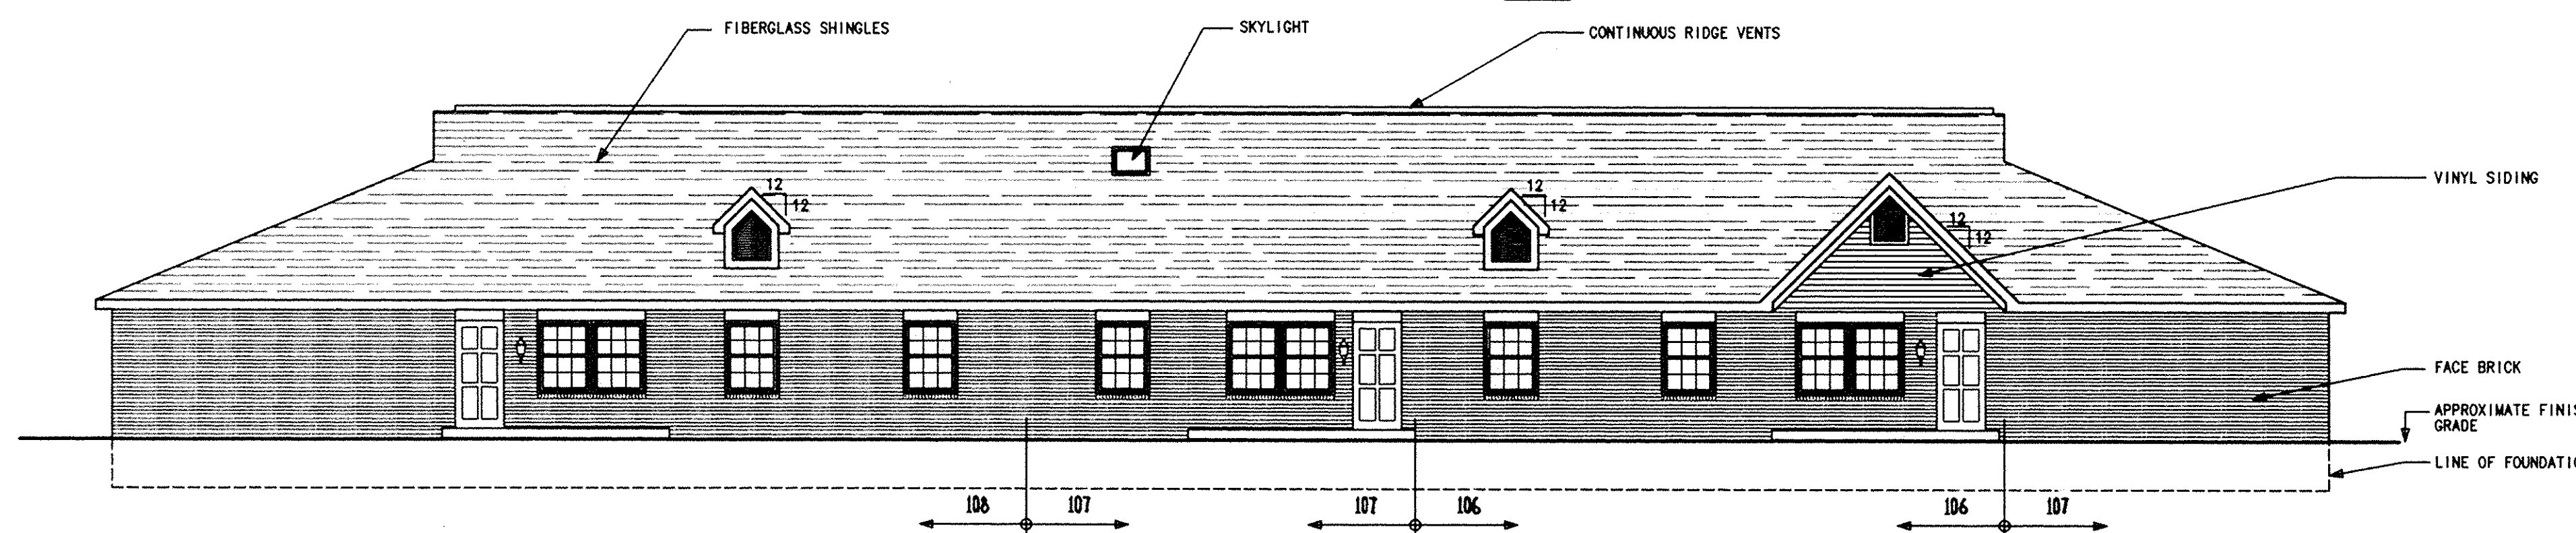 FIBERGLASS SHINGLES
SKYLIGHT
CONTINUOUS RIDGE VENTS
VINYL SIDING
12
12
12
12
12
12
FACE BRICK
APPROXIMATE FINIS
GRADE
LINE OF FOUNDATIO
108 107
107 106
106 107